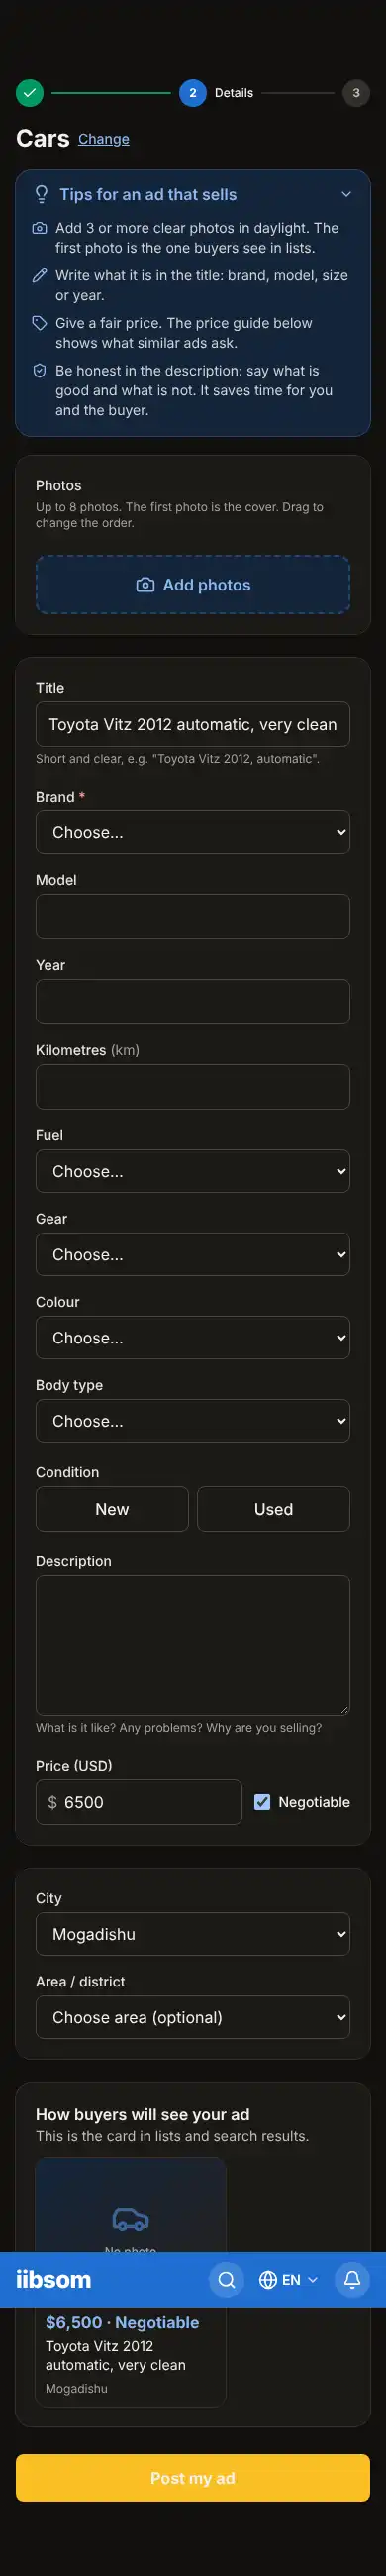 2 Details 3
Cars Change
Tips for an ad that sells
Add 3 or more clear photos in daylight. The
first photo is the one buyers see in lists.
Write what it is in the title: brand, model, size
or year.
Give a fair price. The price guide below
shows what similar ads ask.
Be honest in the description: say what is
good and what is not. It saves time for you
and the buyer.
Photos
Up to 8 photos. The first photo is the cover. Drag to
change the order.
Add photos
Title
Toyota Vitz 2012 automatic, very clean
Short and clear, e.g. "Toyota Vitz 2012, automatic".
Brand *
Choose...
Model
Year
Kilometres (km)
Fuel
Choose...
Gear
Choose...
Colour
Choose...
Body type
Choose...
Condition
New Used
Description
What is it like? Any problems? Why are you selling?
Price (USD)
$ 6500 Negotiable
City
Mogadishu
Area / district
Choose area (optional)
How buyers will see your ad
This is the card in lists and search results.
No photo
iibsom EN
$6,500 · Negotiable
Toyota Vitz 2012
automatic, very clean
Mogadishu
Post my ad